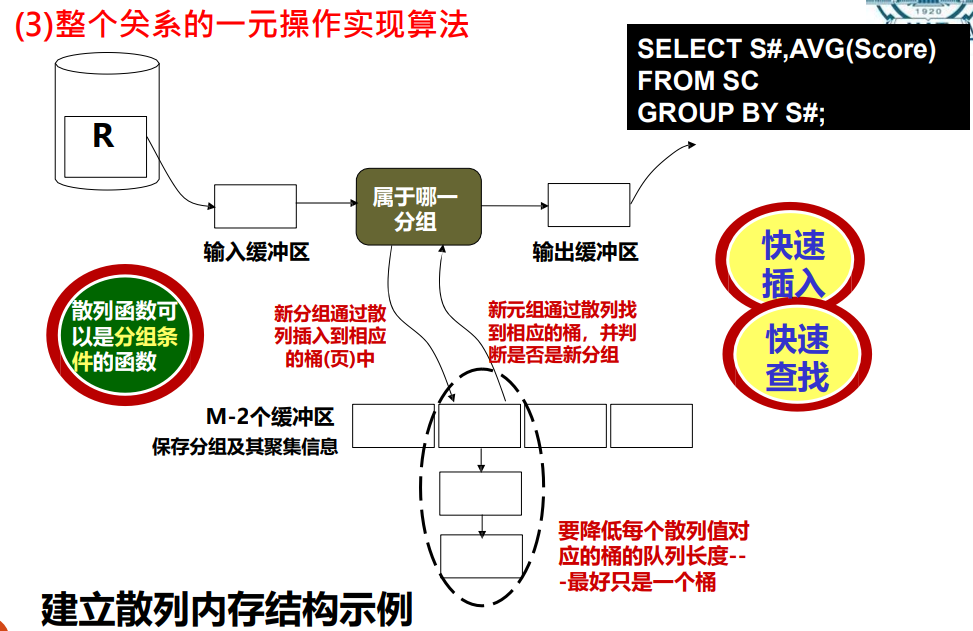 (3)整个关系的一元操作实现算法
1920
SELECT S#,AVG(Score)
FROM SC
GROUP BY S#;
R
属于哪一
分组
输入缓冲区
输出缓冲区
快速
插入
快速
查找
散列函数可
以是分组条
件的函数
新分组通过散
列插入到相应
的桶(页)中
新元组通过散列找
到相应的桶，并判
断是否是新分组
M-2个缓冲区
保存分组及其聚集信息
要降低每个散列值对
应的桶的队列长度--
-最好只是一个桶
建立散列内存结构示例